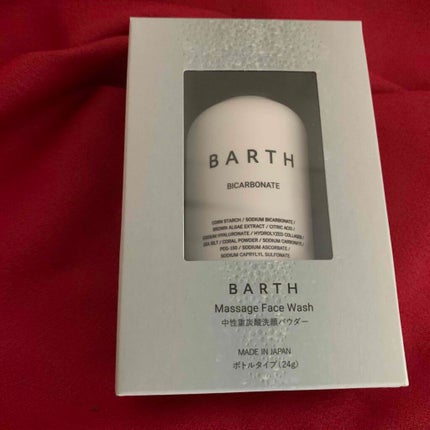 BARTH
BICARBONATE
CORN STARCH / SODIUM BICARBONATE /
BROWN ALGAE EXTRACT / CITRIC ACID /
SODIUM HYALURONATE / HYDROLYZED COLLAGEN /
SEA SILT / CORAL POWDER / SODIUM CARBONATE /
PEG-150 / SODIUM ASCORBATE /
SODIUM CAPRYLYL SULFONATE
BARTH
Massage Face Wash
中性重炭酸洗顔パウダー
MADE IN JAPAN
ボトルタイプ（24g）